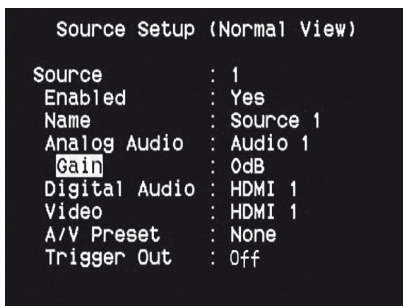 Source Setup (Normal View)
Source : 1
Enabled : Yes
Name : Source 1
Analog Audio : Audio 1
Gain : 0dB
Digital Audio : HDMI 1
Video : HDMI 1
A/V Preset : None
Trigger Out : Off